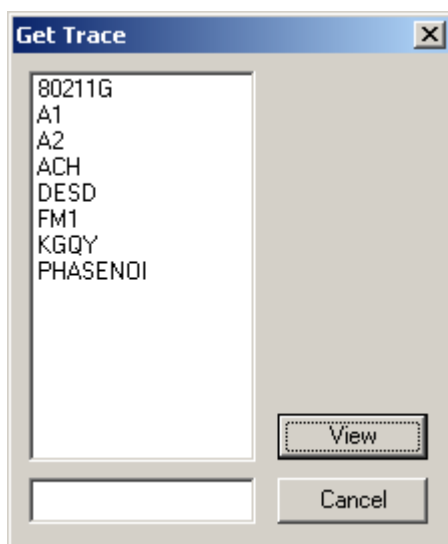 Get Trace
80211G
A1
A2
ACH
DESD
FM1
KGQY
PHASENOI
View
Cancel